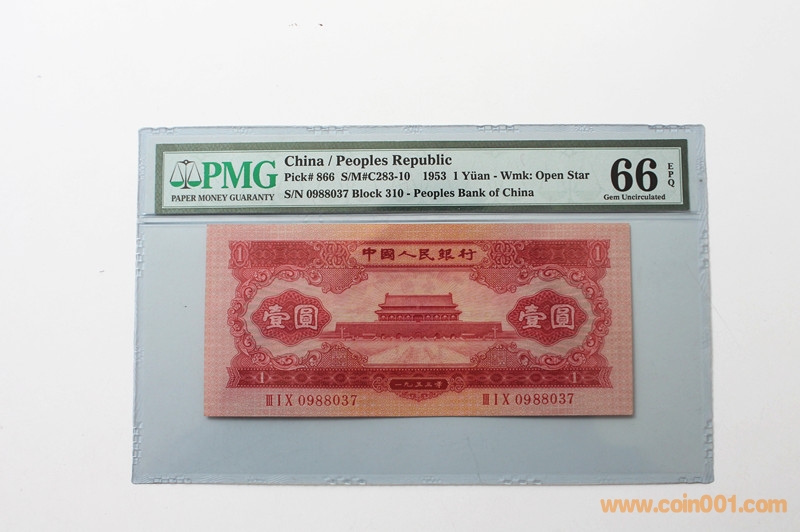 PMG
PAPER MONEY GUARANTY
China / Peoples Republic
Pick# 866 S/M#C283-10 1953 1 Yüan - Wmk: Open Star
S/N 0988037 Block 310 - Peoples Bank of China
66 EPQ
Gem Uncirculated
1 中國人民銀行 1
壹圓 壹圓
1 一九五三年 1
III I X 0988037 III I X 0988037
www.coin001.com